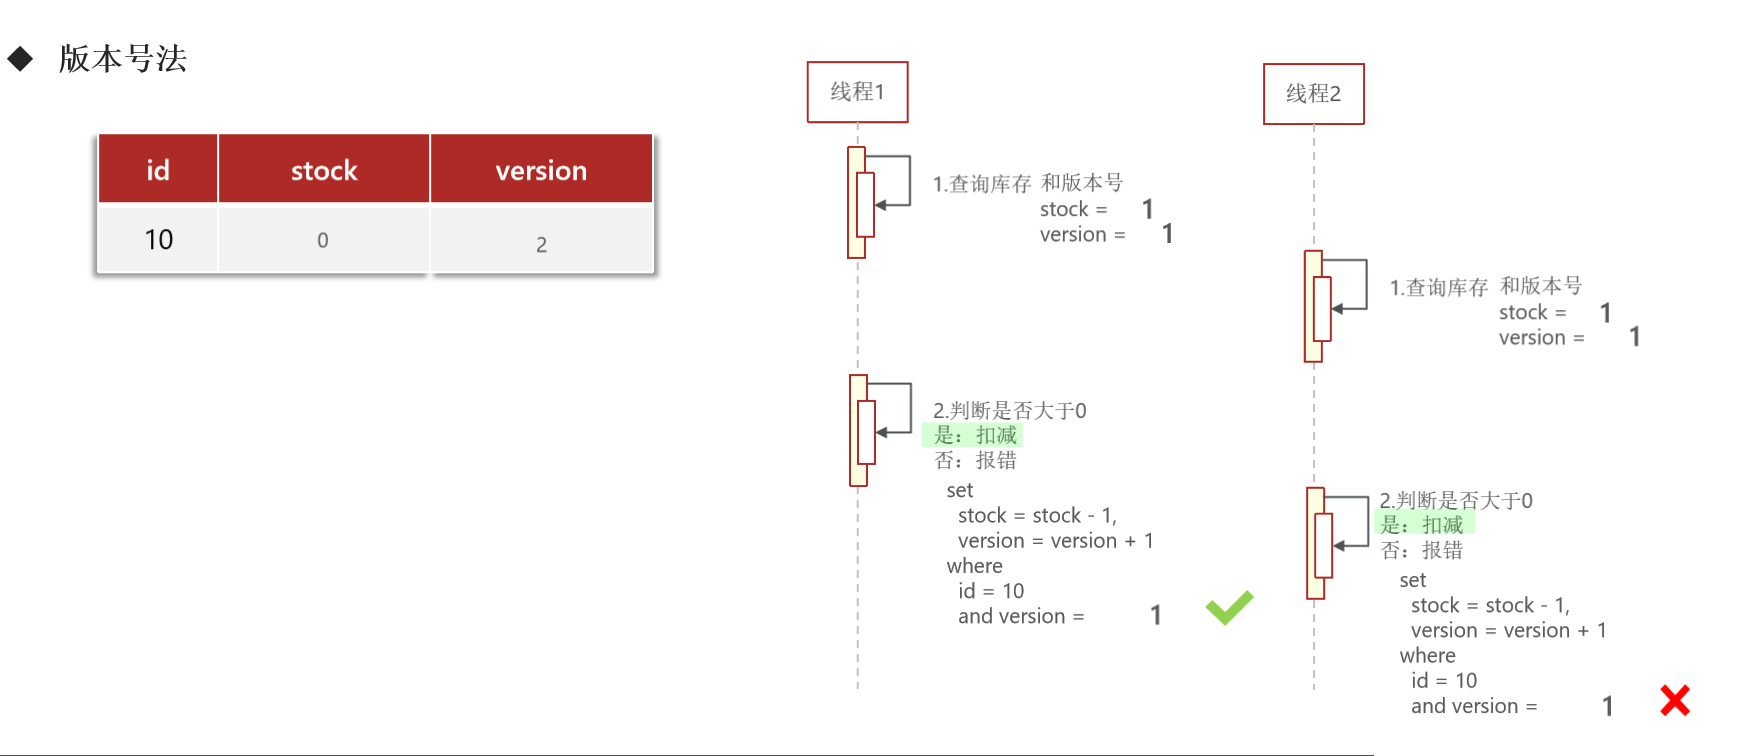 版本号法
id stock version
10 0 2
线程1
1.查询库存 和版本号
stock = 1
version = 1
2.判断是否大于0
是：扣减
否：报错
set
stock = stock - 1,
version = version + 1
where
id = 10
and version = 1
线程2
1.查询库存 和版本号
stock = 1
version = 1
2.判断是否大于0
是：扣减
否：报错
set
stock = stock - 1,
version = version + 1
where
id = 10
and version = 1